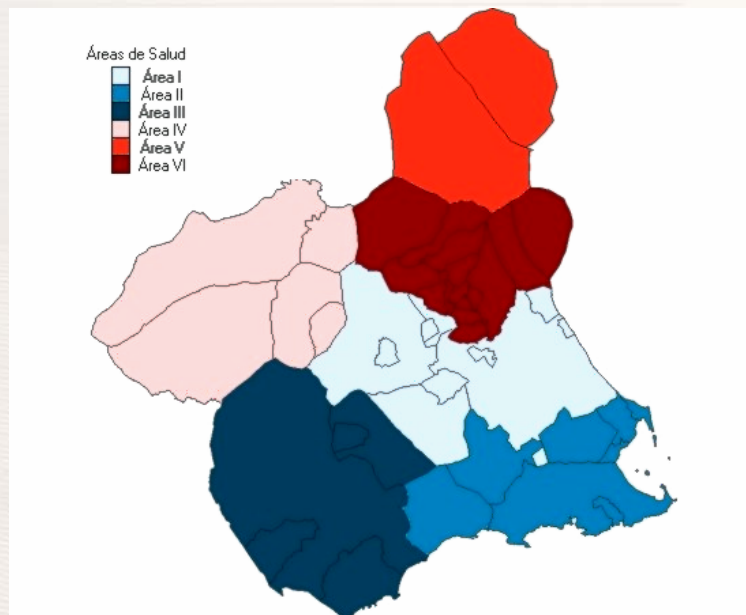 Áreas de Salud
Área I
Área II
Área III
Área IV
Área V
Área VI